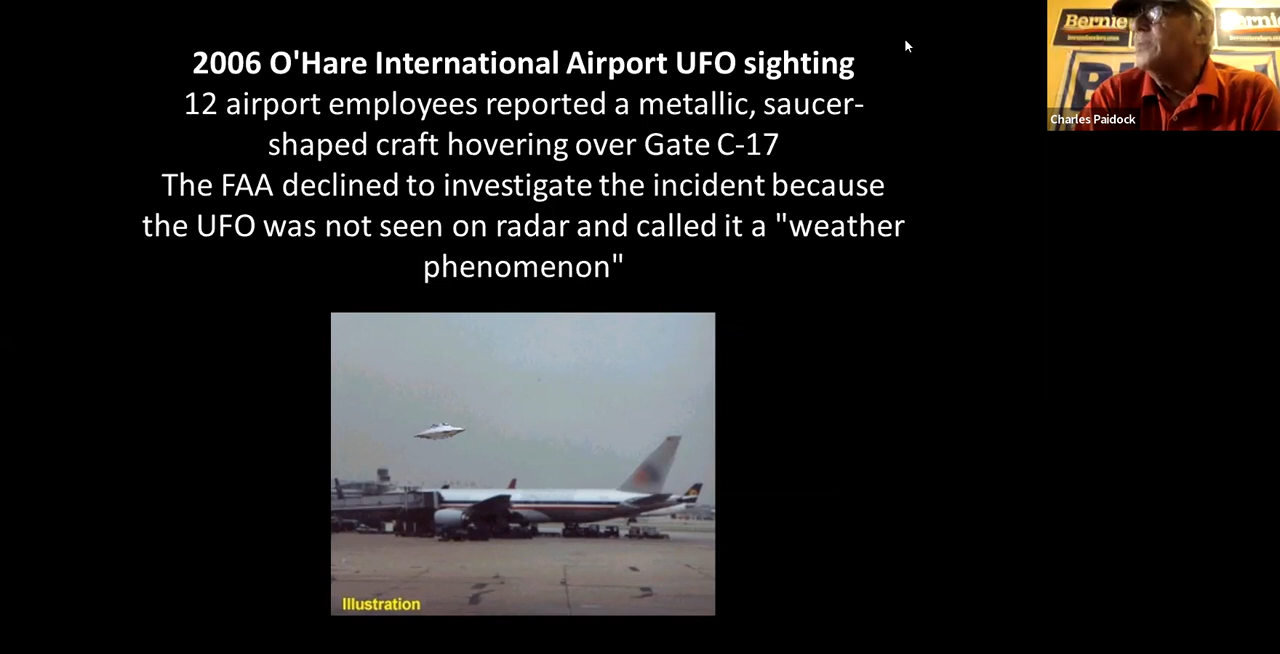 2006 O'Hare International Airport UFO sighting
12 airport employees reported a metallic, saucer-
shaped craft hovering over Gate C-17
The FAA declined to investigate the incident because
the UFO was not seen on radar and called it a "weather
phenomenon"
Illustration
Bernie
Charles Paidock